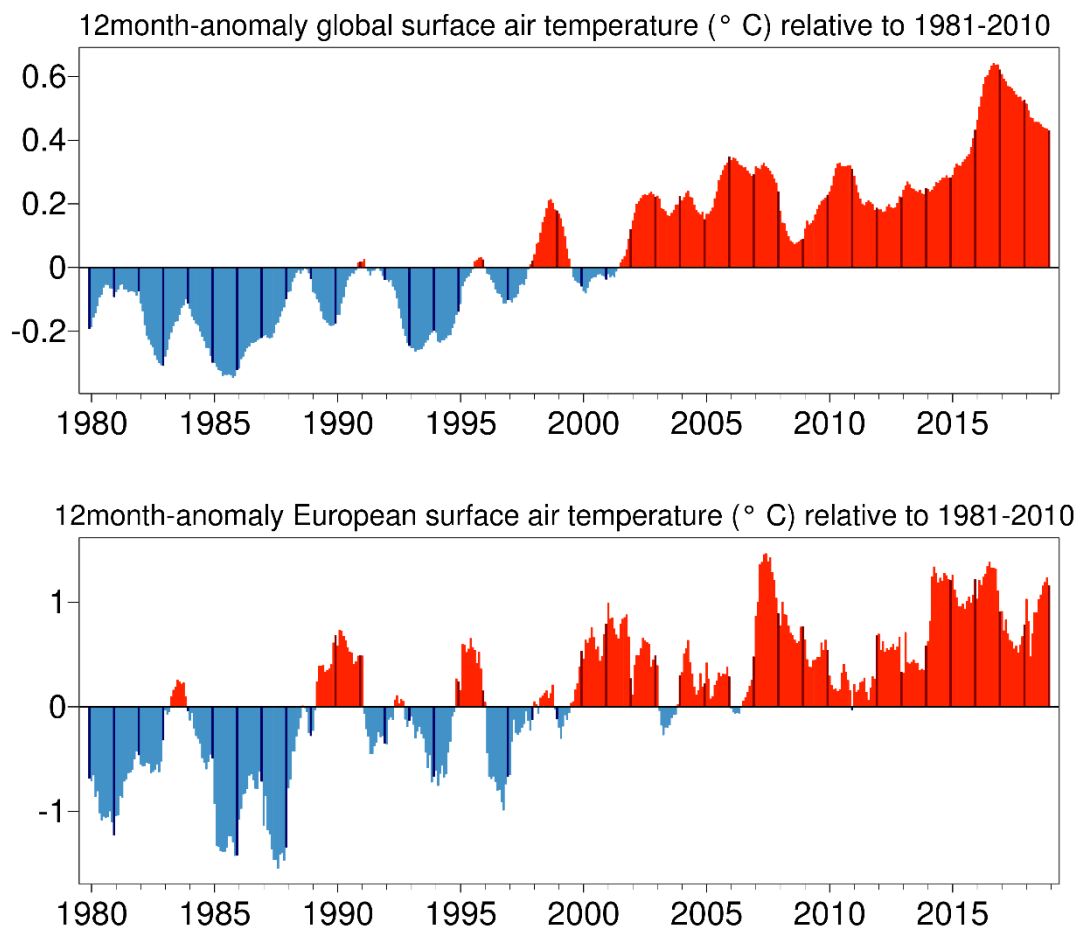 12month-anomaly global surface air temperature (° C) relative to 1981-2010
0.6
0.4
0.2
0
-0.2
1980 1985 1990 1995 2000 2005 2010 2015
12month-anomaly European surface air temperature (° C) relative to 1981-2010
1
0
-1
1980 1985 1990 1995 2000 2005 2010 2015